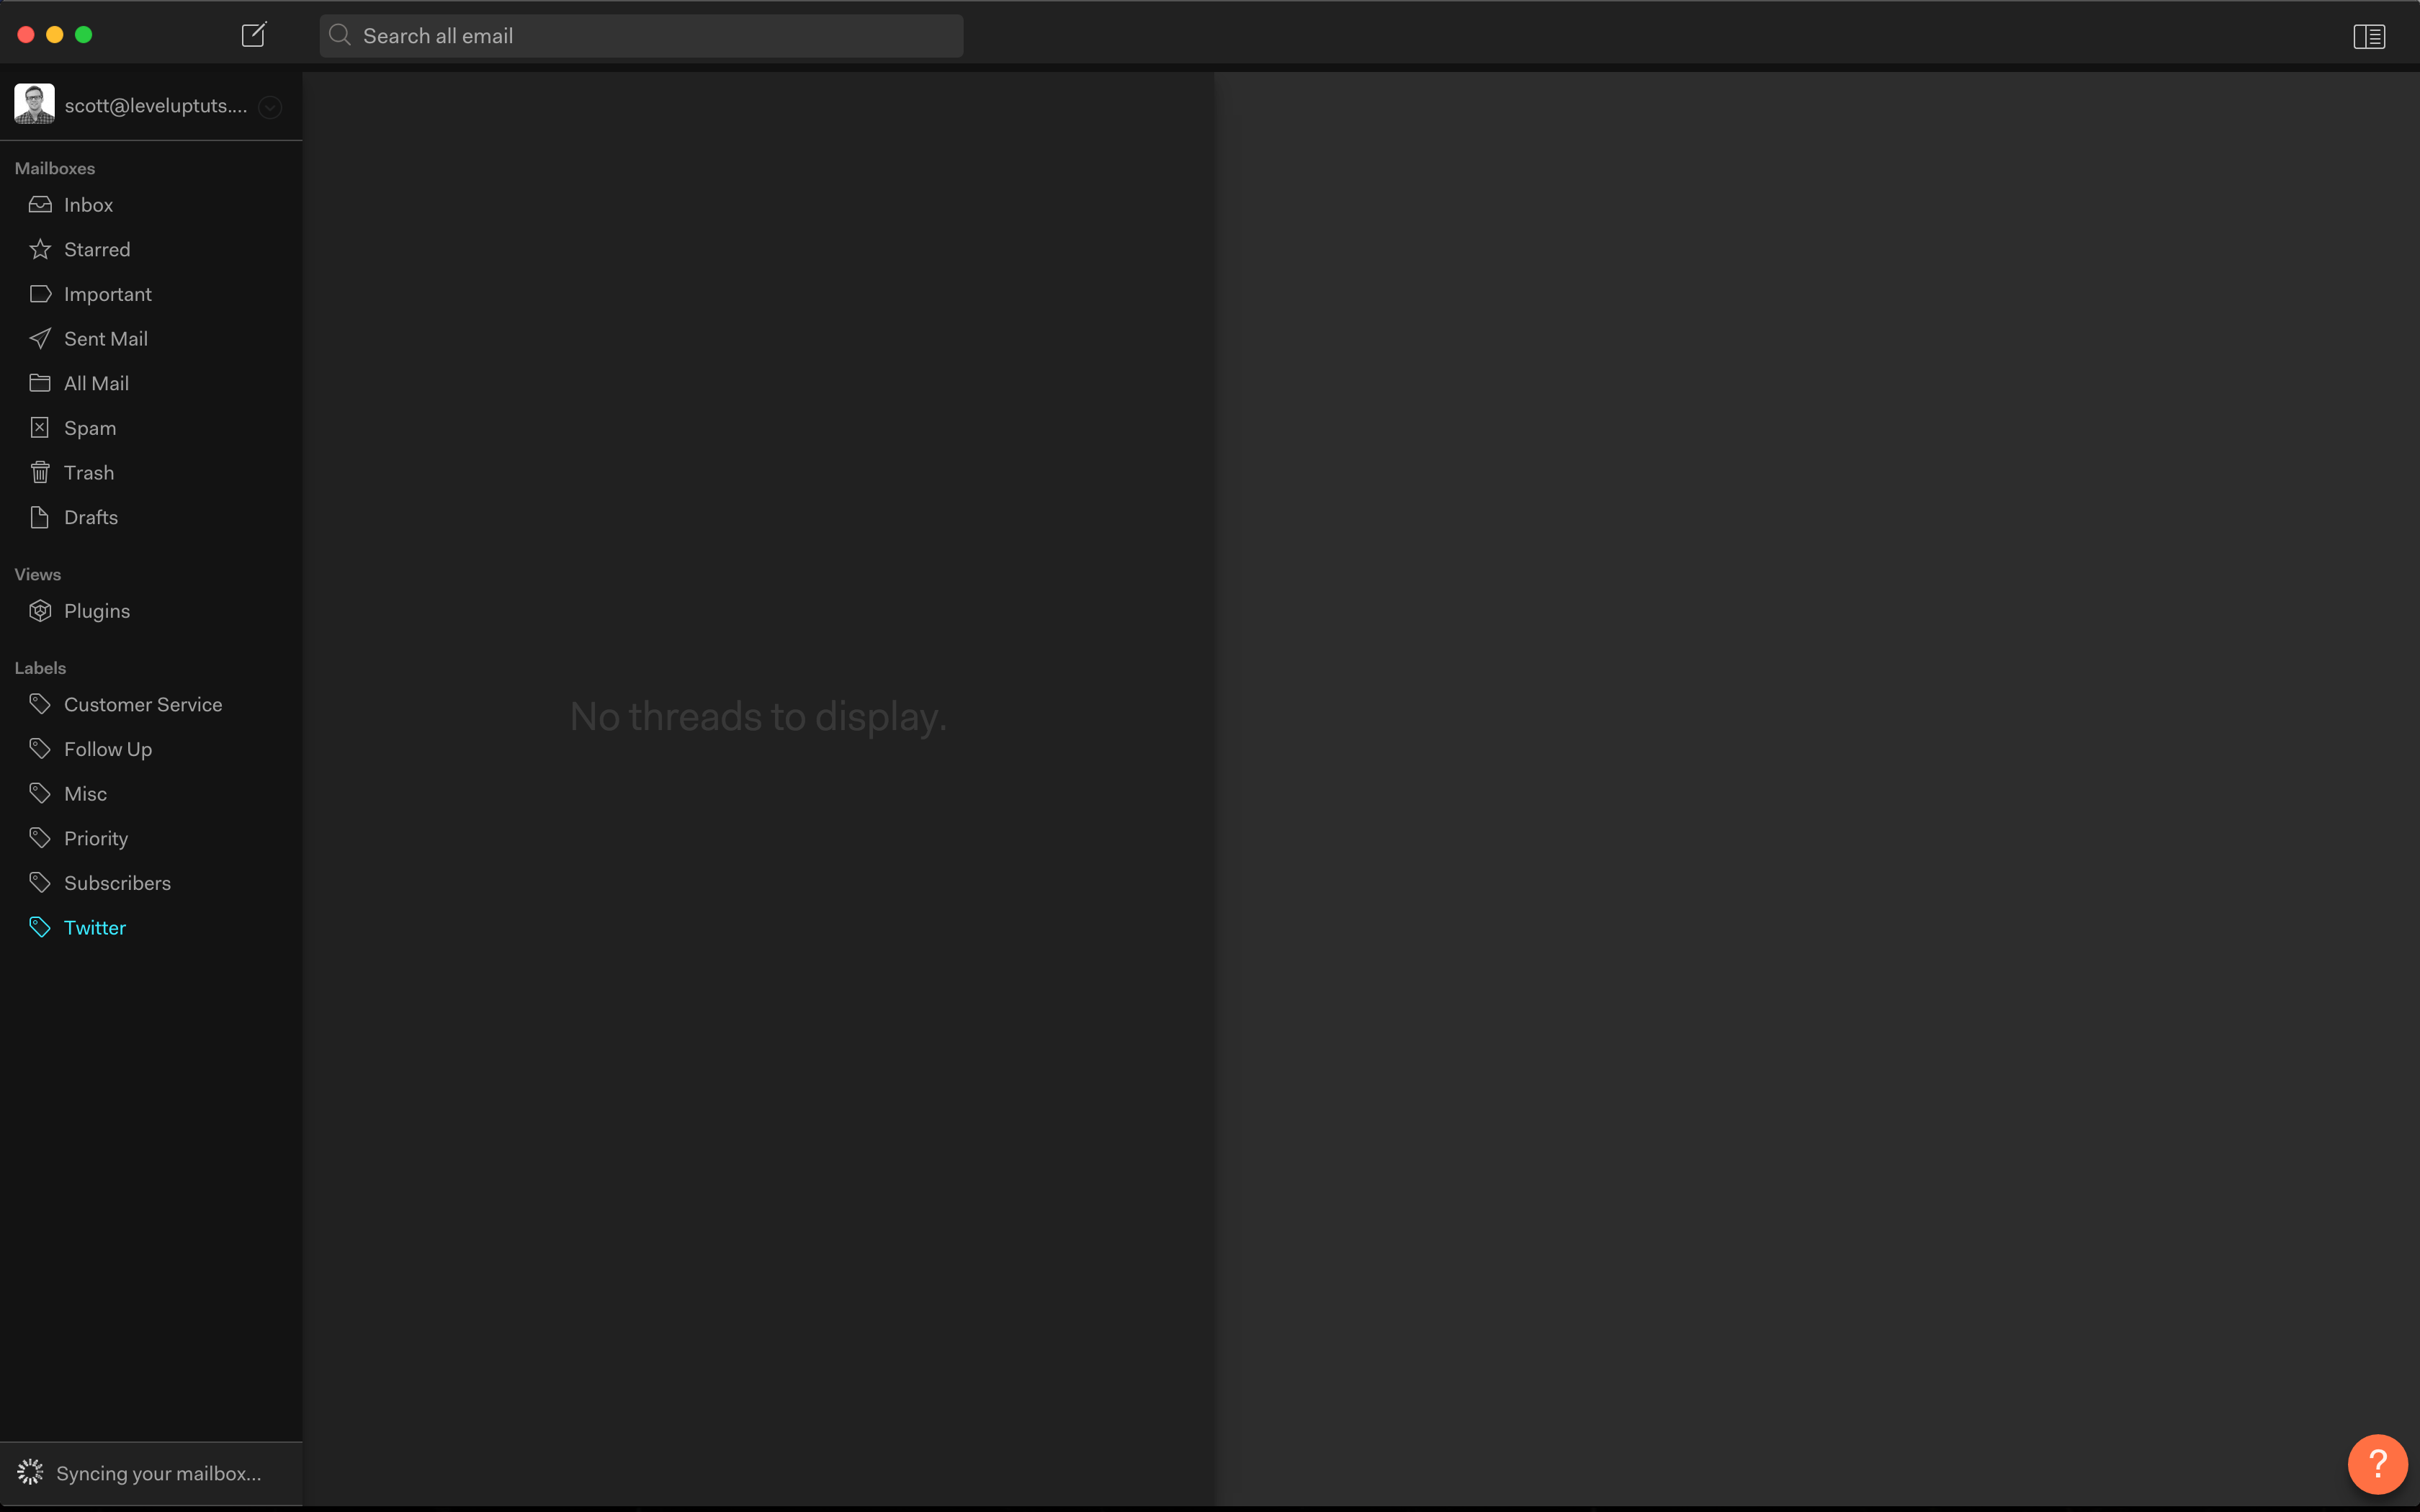 Search all email
scott@leveluptuts....
Mailboxes
Inbox
Starred
Important
Sent Mail
All Mail
Spam
Trash
Drafts
Views
Plugins
Labels
Customer Service
Follow Up
Misc
Priority
Subscribers
Twitter
No threads to display.
Syncing your mailbox...
?